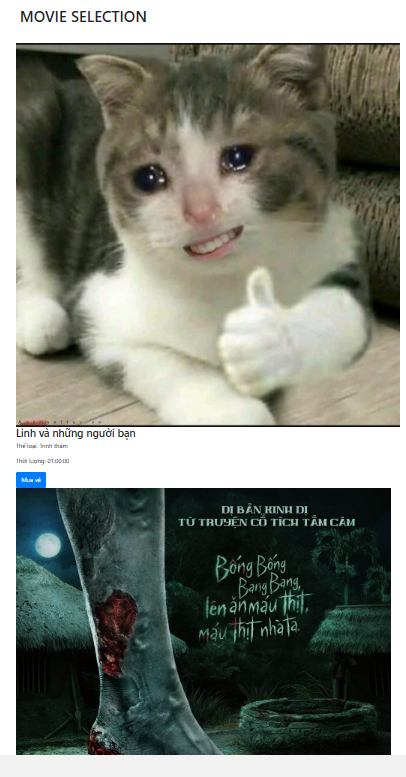 MOVIE SELECTION
Linh và những người bạn
Thể loại: Trinh thám
Thời lượng: 01:00:00
Mua vé
DỊ BẢN KINH DỊ
TỪ TRUYỆN CỔ TÍCH TẤM CÁM
Bống Bống
Bang Bang,
lên ăn máu thịt,
máu thịt nhà ta.